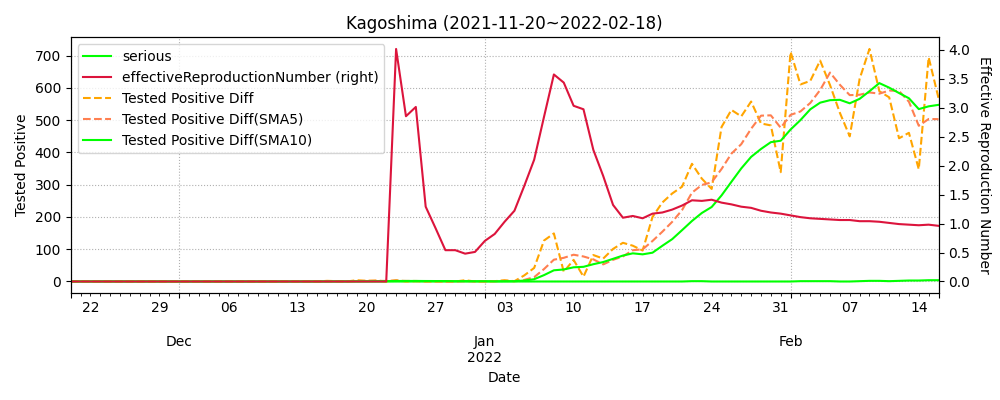 Kagoshima (2021-11-20~2022-02-18)
serious
effectiveReproductionNumber (right)
Tested Positive Diff
Tested Positive Diff(SMA5)
Tested Positive Diff(SMA10)
Tested Positive
700
600
500
400
300
200
100
0
4.0
3.5
3.0
2.5
2.0
1.5
1.0
0.5
0.0
Effective Reproduction Number
22 29 06 13 20 27 03 10 17 24 31 07 14
Dec Jan Feb
2022
Date